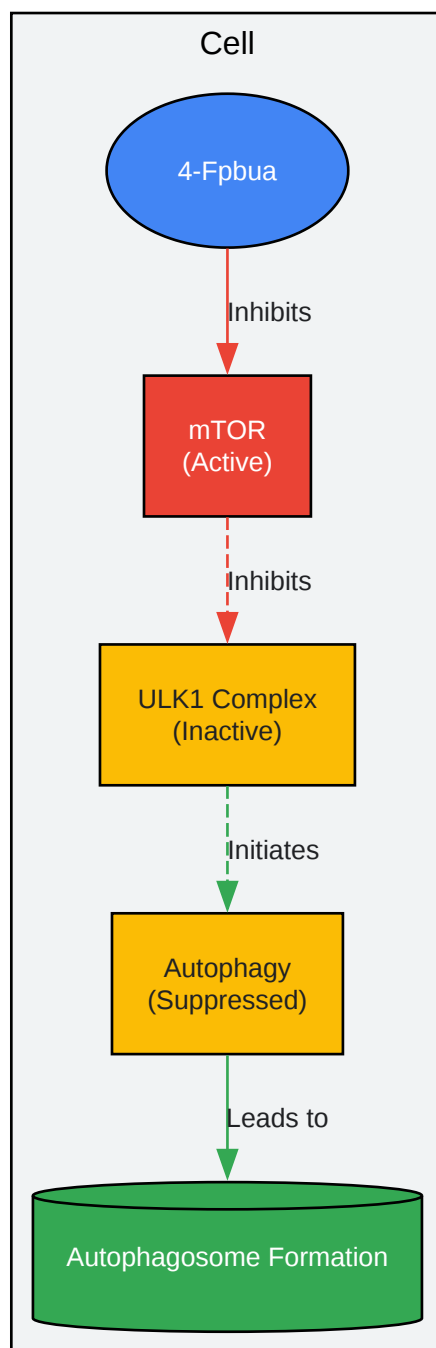 Cell
4-Fpbua
Inhibits
mTOR
(Active)
Inhibits
ULK1 Complex
(Inactive)
Initiates
Autophagy
(Suppressed)
Leads to
Autophagosome Formation